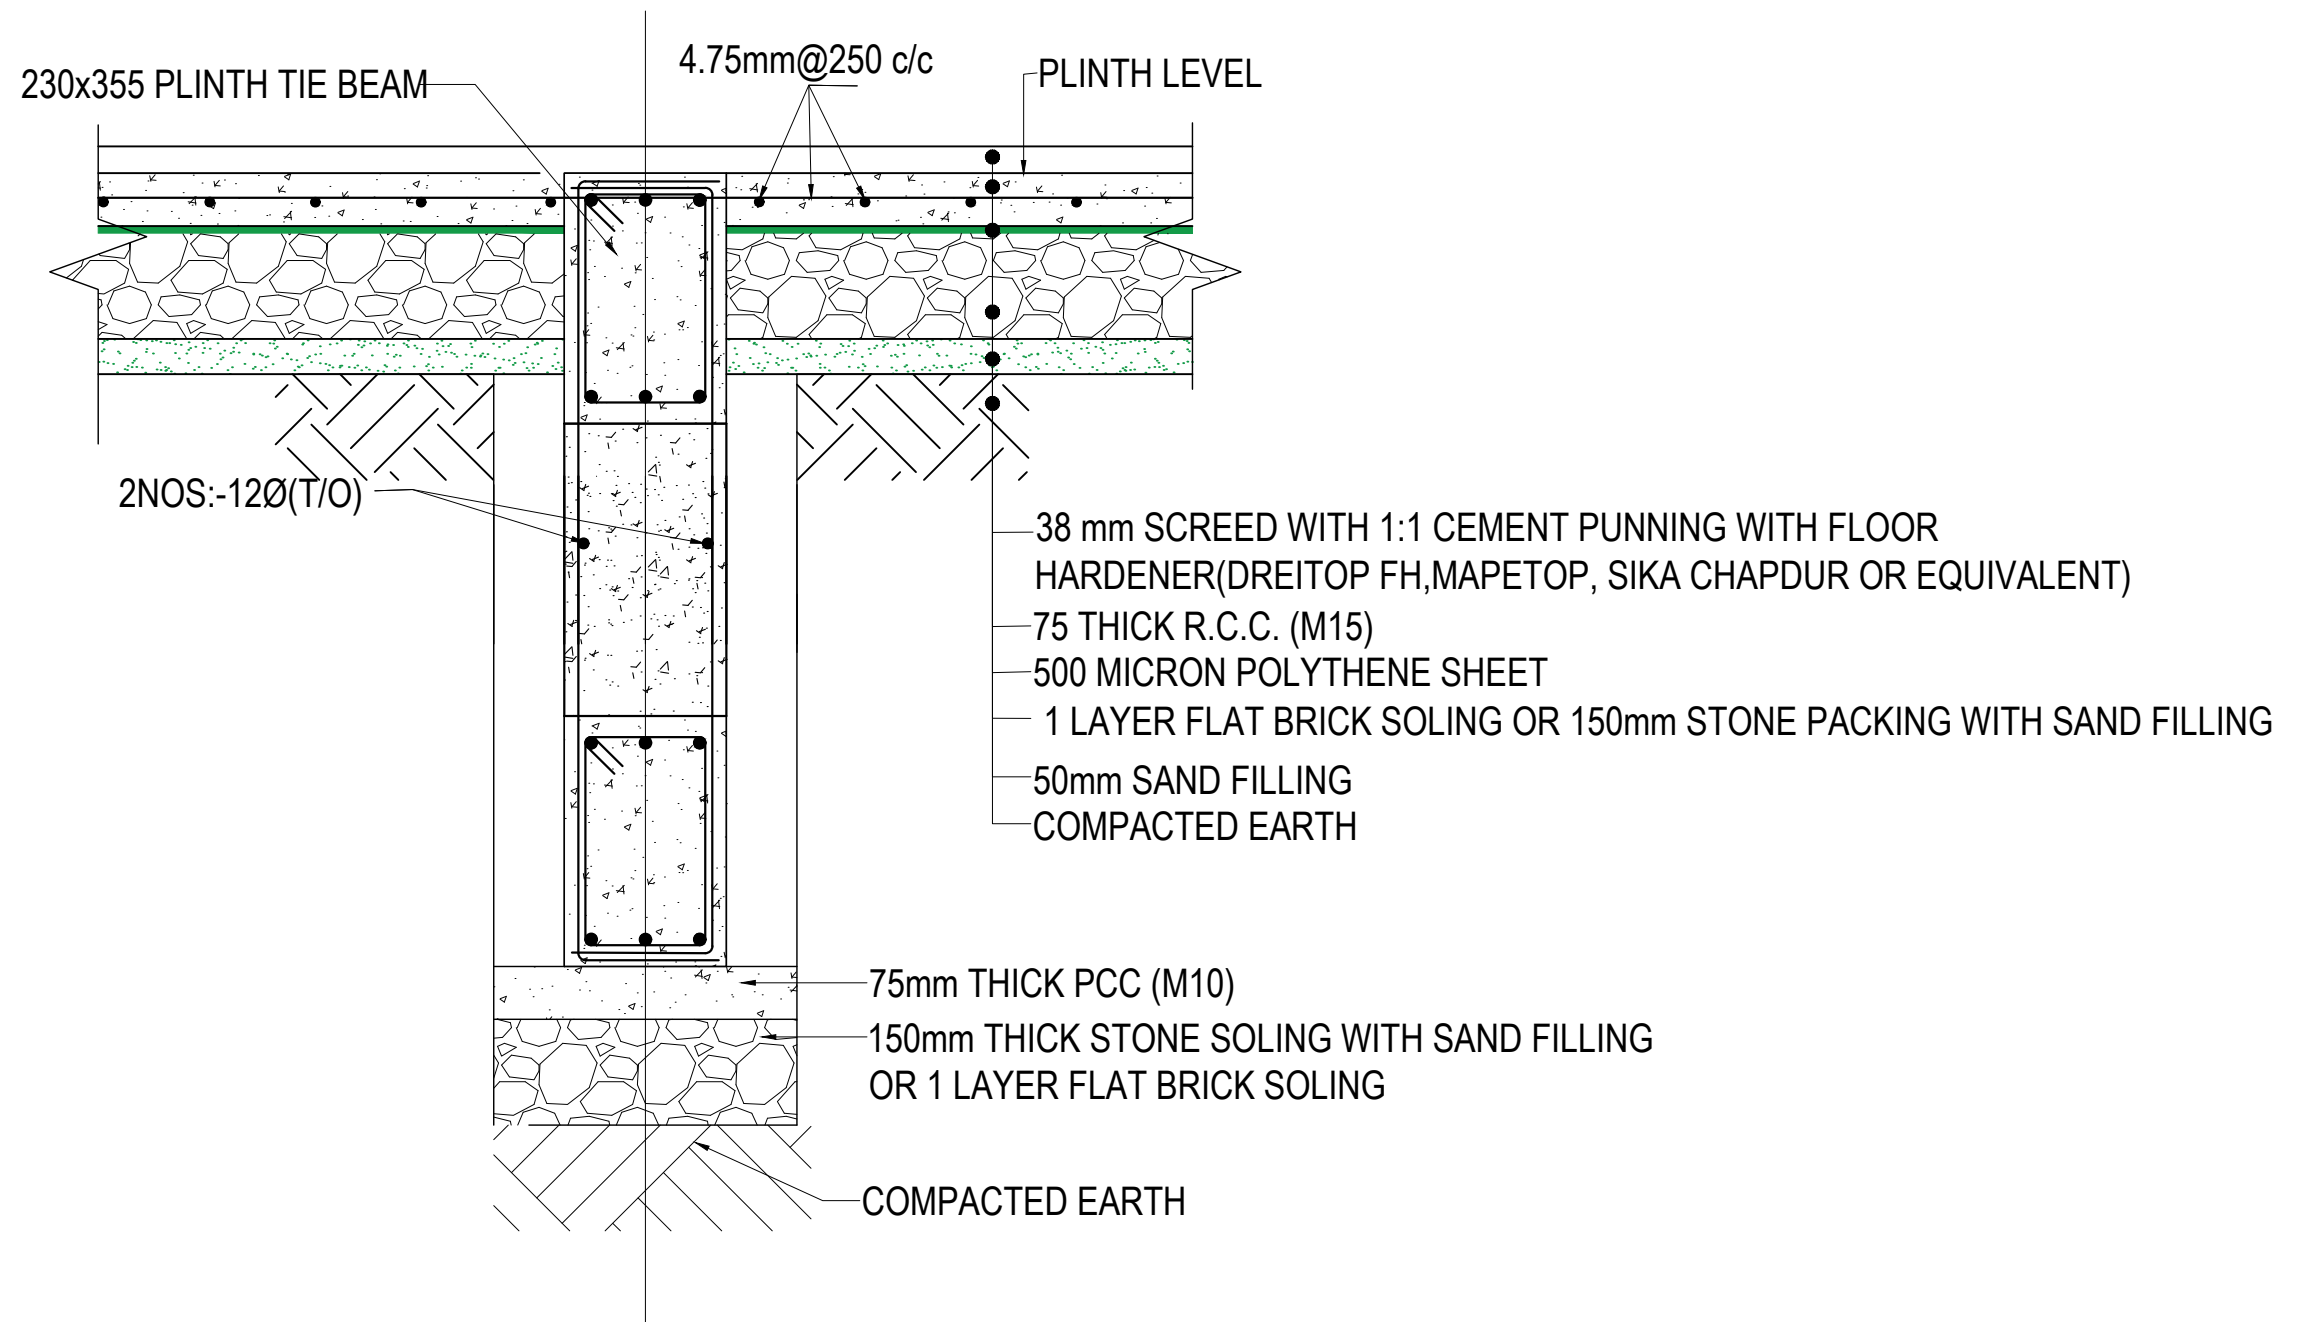 4.75mm@250 c/c
230x355 PLINTH TIE BEAM
PLINTH LEVEL
2NOS:-12Ø(T/O)
38 mm SCREED WITH 1:1 CEMENT PUNNING WITH FLOOR
HARDENER(DREITOP FH,MAPETOP, SIKA CHAPDUR OR EQUIVALENT)
75 THICK R.C.C. (M15)
500 MICRON POLYTHENE SHEET
1 LAYER FLAT BRICK SOLING OR 150mm STONE PACKING WITH SAND FILLING
50mm SAND FILLING
COMPACTED EARTH
75mm THICK PCC (M10)
150mm THICK STONE SOLING WITH SAND FILLING
OR 1 LAYER FLAT BRICK SOLING
COMPACTED EARTH